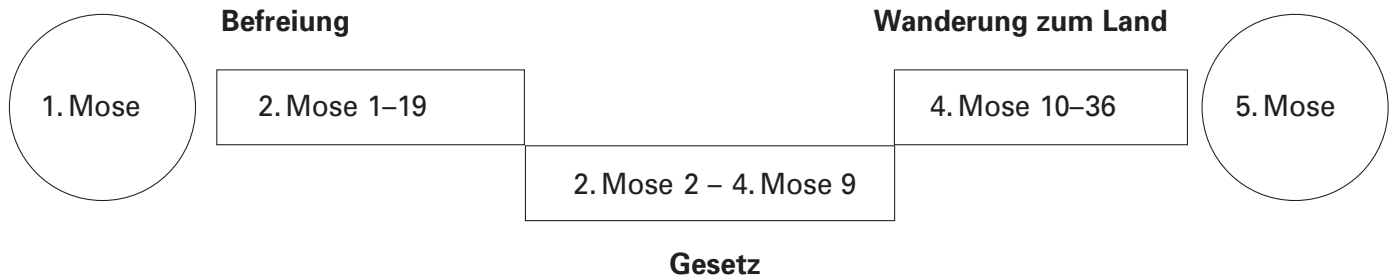 Befreiung
Wanderung zum Land
1. Mose
2. Mose 1–19
4. Mose 10–36
5. Mose
2. Mose 2 – 4. Mose 9
Gesetz